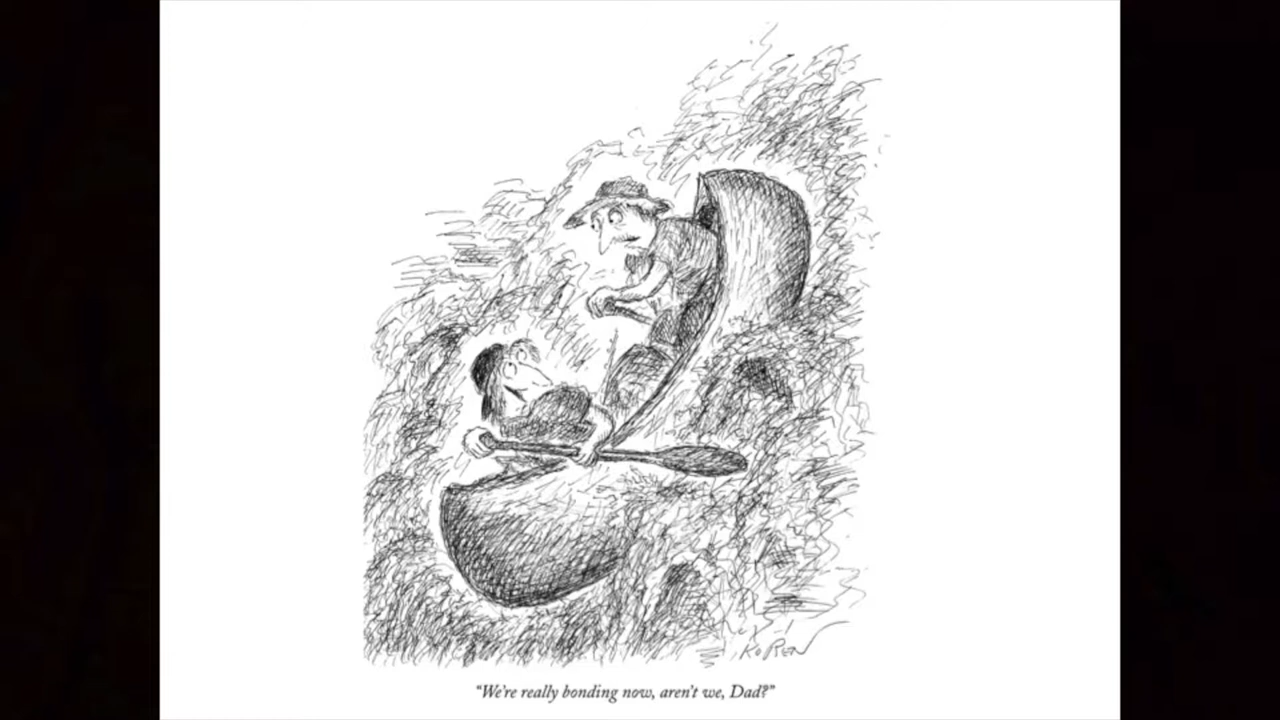 KOREN
“We’re really bonding now, aren’t we, Dad?”